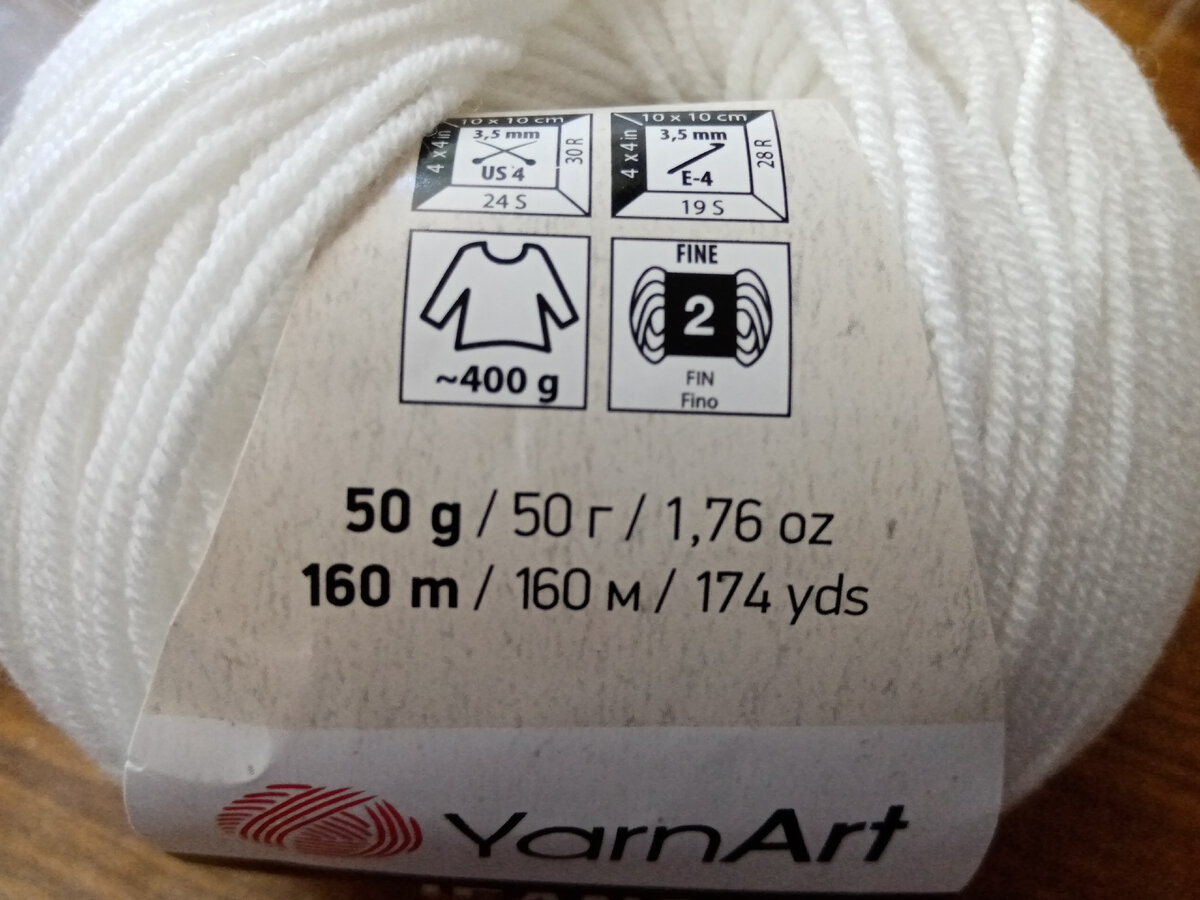 10 x 10 cm
4 x 4 in
3,5 mm
US 4
30 R
24 S
10 x 10 cm
4 x 4 in
3,5 mm
E-4
28 R
19 S
~400 g
FINE
2
FIN
Fino
50 g / 50 г / 1,76 oz
160 m / 160 м / 174 yds
YarnArt